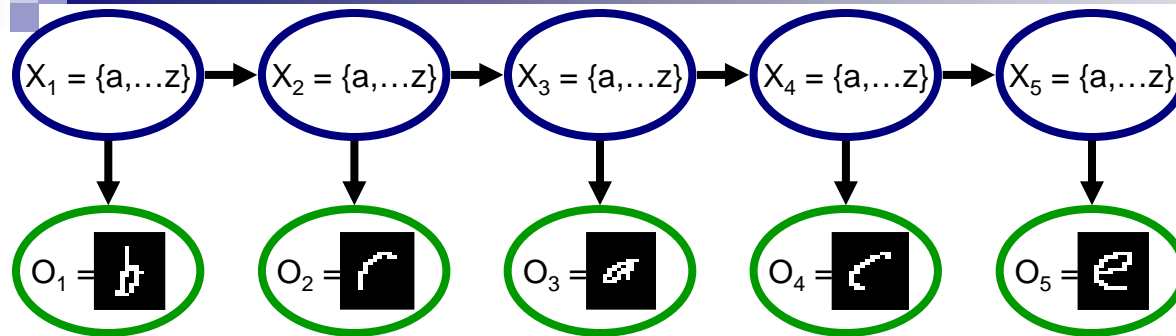 X₁ = {a,…z} X₂ = {a,…z} X₃ = {a,…z} X₄ = {a,…z} X₅ = {a,…z}
O₁ = b O₂ = r O₃ = a O₄ = c O₅ = e